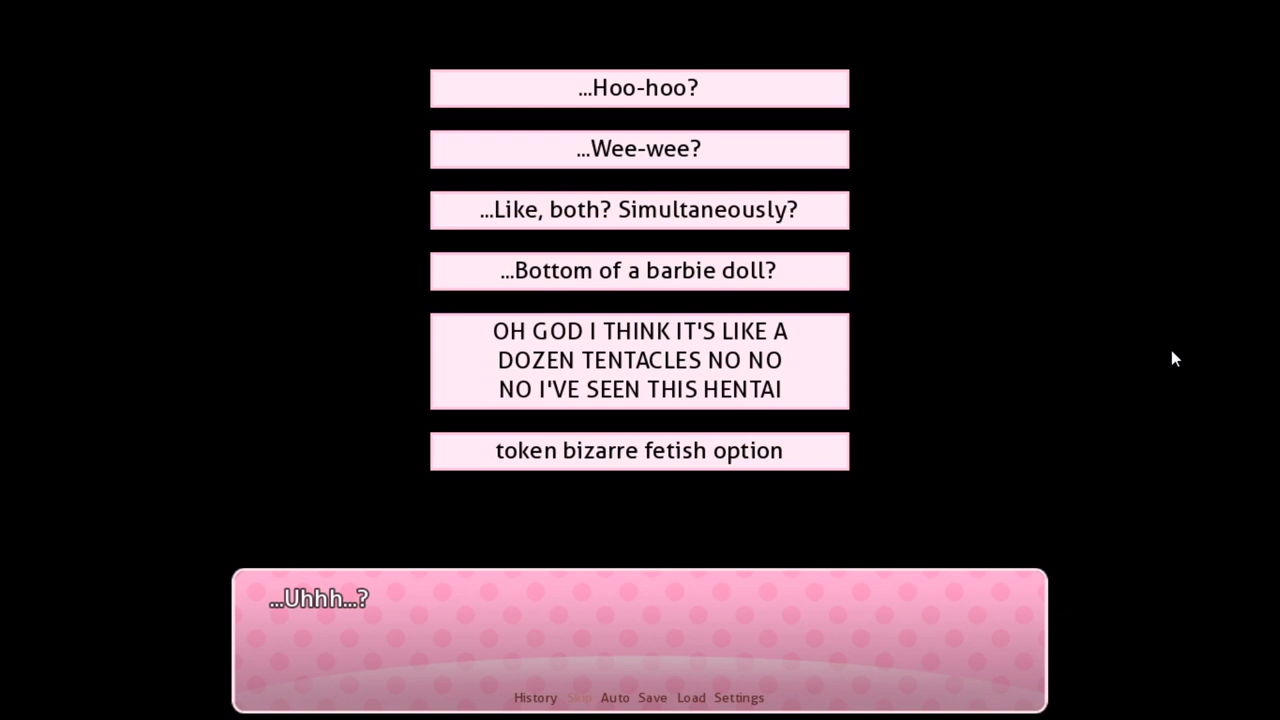 ...Hoo-hoo?
...Wee-wee?
...Like, both? Simultaneously?
...Bottom of a barbie doll?
OH GOD I THINK IT'S LIKE A
DOZEN TENTACLES NO NO
NO I'VE SEEN THIS HENTAI
token bizarre fetish option
...Uhhh...?
History Skip Auto Save Load Settings